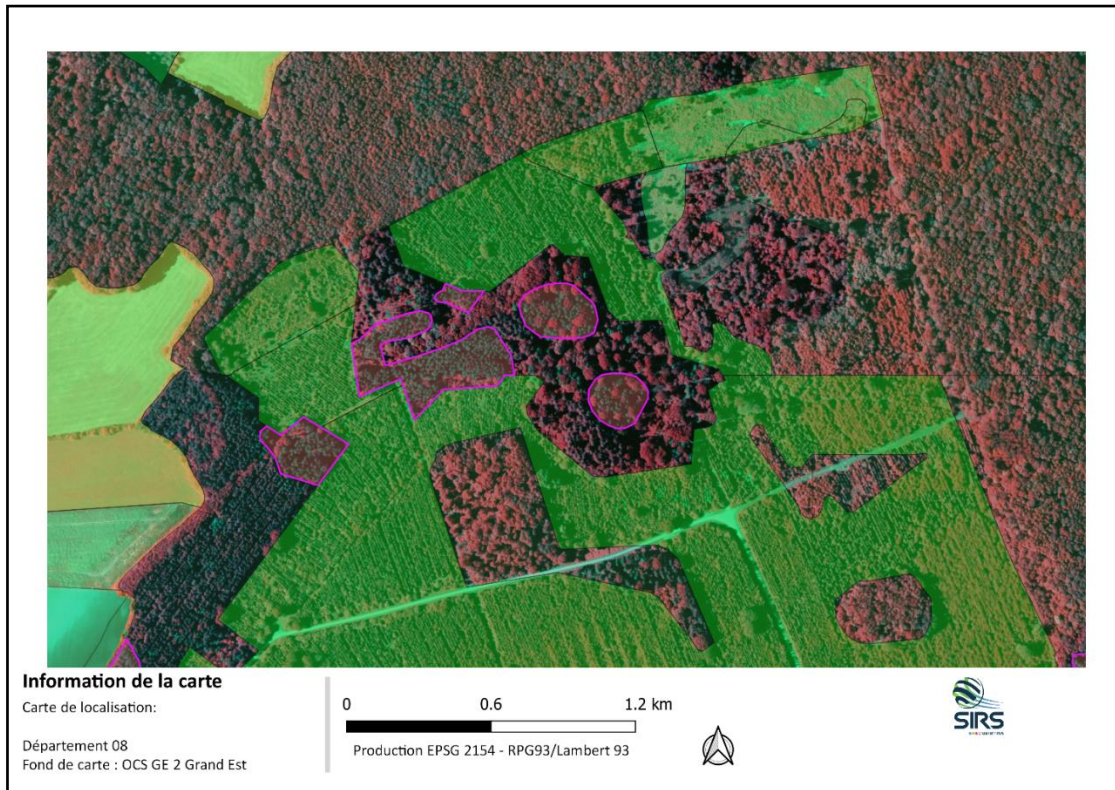 Information de la carte
Carte de localisation:
Département 08
Fond de carte : OCS GE 2 Grand Est
0 0.6 1.2 km
Production EPSG 2154 - RPG93/Lambert 93
SIRS